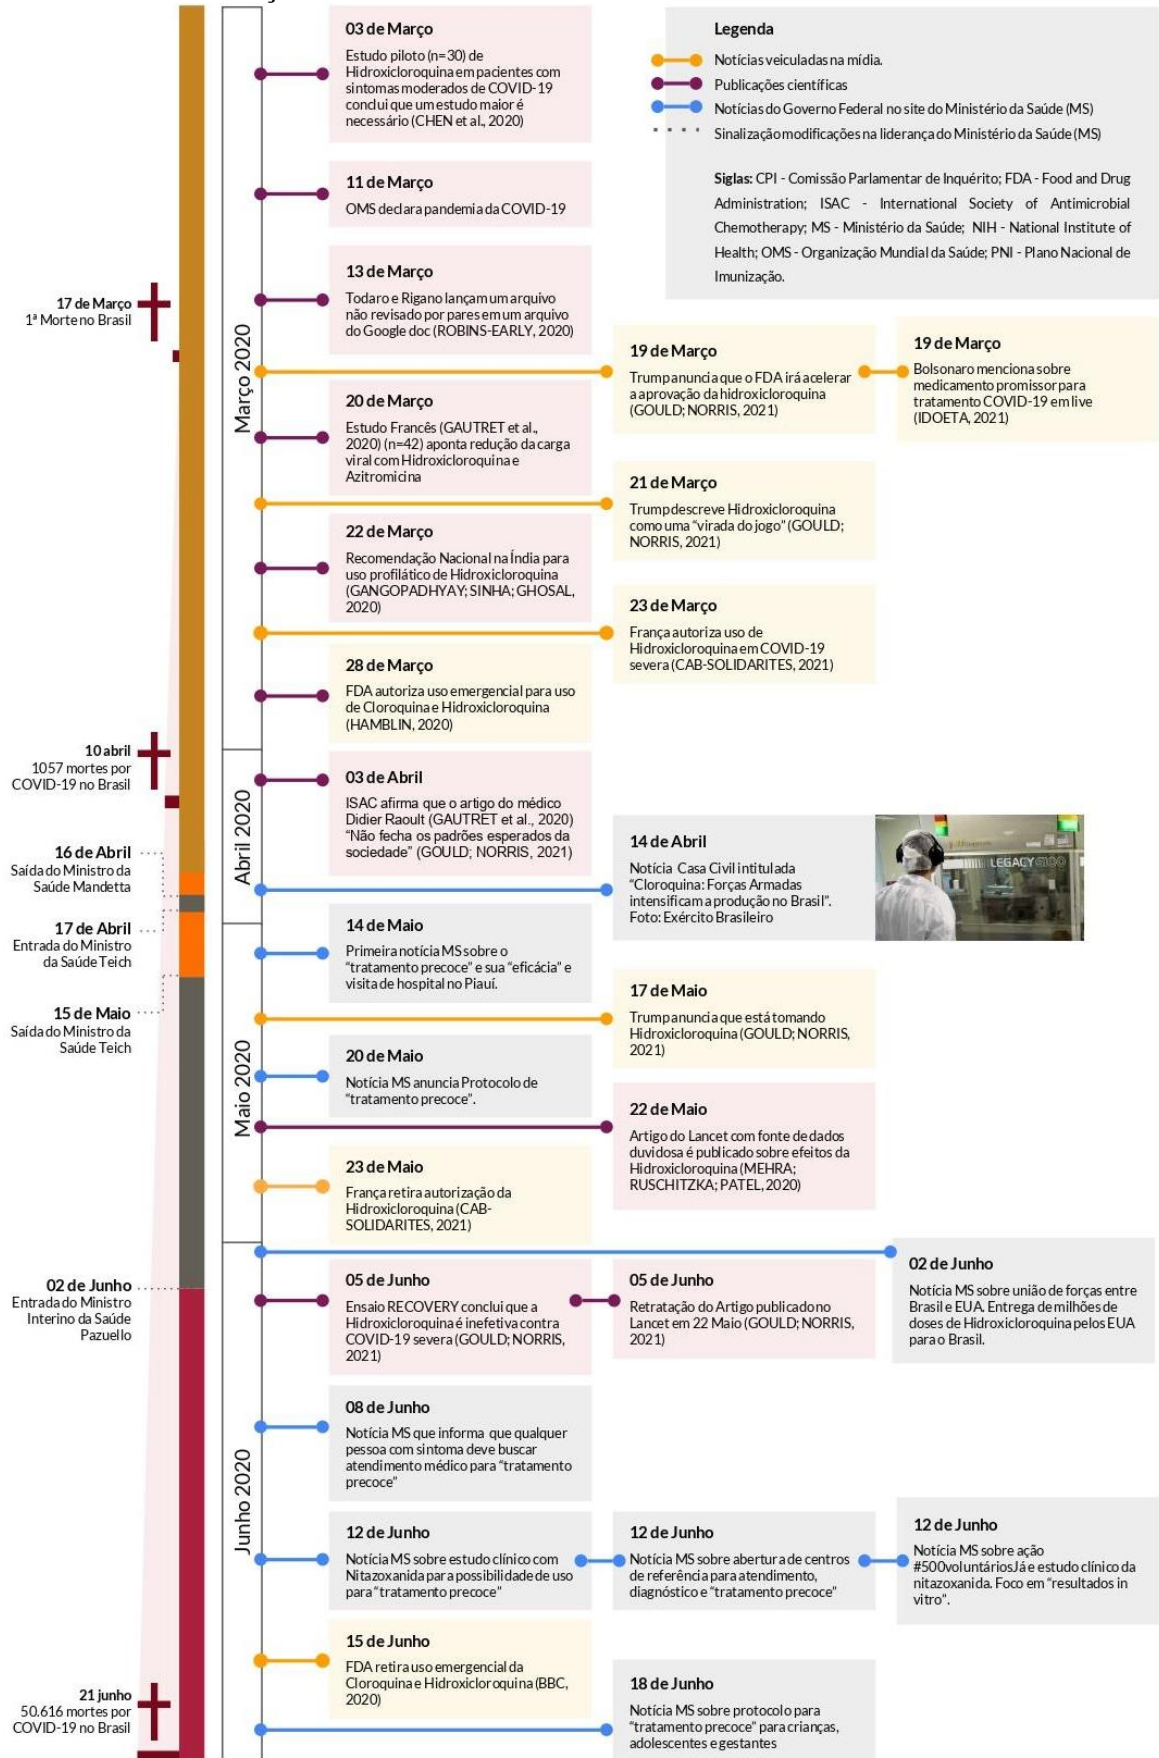 03 de Março
Estudo piloto (n=30) de
Hidroxicloroquina em pacientes com
sintomas moderados de COVID-19
conclui que um estudo maior é
necessário (CHEN et al., 2020)
Legenda
Notícias veiculadas na mídia.
Publicações científicas
Notícias do Governo Federal no site do Ministério da Saúde (MS)
Sinalização modificações na liderança do Ministério da Saúde (MS)
Siglas: CPI - Comissão Parlamentar de Inquérito; FDA - Food and Drug
Administration; ISAC - International Society of Antimicrobial
Chemotherapy; MS - Ministério da Saúde; NIH - National Institute of
Health; OMS - Organização Mundial da Saúde; PNI - Plano Nacional de
Imunização.
11 de Março
OMS declara pandemia da COVID-19
13 de Março
Todaro e Rigano lançam um arquivo
não revisado por pares em um arquivo
do Google doc (ROBINS-EARLY, 2020)
17 de Março
1ª Morte no Brasil
Março 2020
19 de Março
Trump anuncia que o FDA irá acelerar
a aprovação da hidroxicloroquina
(GOULD; NORRIS, 2021)
19 de Março
Bolsonaro menciona sobre
medicamento promissor para
tratamento COVID-19 em live
(IDOETA, 2021)
20 de Março
Estudo Francês (GAUTRET et al.,
2020) (n=42) aponta redução da carga
viral com Hidroxicloroquina e
Azitromicina
21 de Março
Trump descreve Hidroxicloroquina
como uma “virada do jogo” (GOULD;
NORRIS, 2021)
22 de Março
Recomendação Nacional na Índia para
uso profilático de Hidroxicloroquina
(GANGOPADHYAY; SINHA; GHOSAL,
2020)
23 de Março
França autoriza uso de
Hidroxicloroquina em COVID-19
severa (CAB-SOLIDARITES, 2021)
28 de Março
FDA autoriza uso emergencial para uso
de Cloroquina e Hidroxicloroquina
(HAMBLIN, 2020)
10 abril
1057 mortes por
COVID-19 no Brasil
Abril 2020
03 de Abril
ISAC afirma que o artigo do médico
Didier Raoult (GAUTRET et al., 2020)
“Não fecha os padrões esperados da
sociedade” (GOULD; NORRIS, 2021)
14 de Abril
Notícia Casa Civil intitulada
“Cloroquina: Forças Armadas
intensificam a produção no Brasil”.
Foto: Exército Brasileiro
LEGACY6100
16 de Abril
Saída do Ministro da
Saúde Mandetta
17 de Abril
Entrada do Ministro
da Saúde Teich
15 de Maio
Saída do Ministro da
Saúde Teich
Maio 2020
14 de Maio
Primeira notícia MS sobre o
“tratamento precoce” e sua “eficácia” e
visita de hospital no Piauí.
17 de Maio
Trump anuncia que está tomando
Hidroxicloroquina (GOULD; NORRIS,
2021)
20 de Maio
Notícia MS anuncia Protocolo de
“tratamento precoce”.
22 de Maio
Artigo do Lancet com fonte de dados
duvidosa é publicado sobre efeitos da
Hidroxicloroquina (MEHRA;
RUSCHITZKA; PATEL, 2020)
23 de Maio
França retira autorização da
Hidroxicloroquina (CAB-
SOLIDARITES, 2021)
02 de Junho
Entrada do Ministro
Interino da Saúde
Pazuello
Junho 2020
02 de Junho
Notícia MS sobre união de forças entre
Brasil e EUA. Entrega de milhões de
doses de Hidroxicloroquina pelos EUA
para o Brasil.
05 de Junho
Ensaio RECOVERY conclui que a
Hidroxicloroquina é inefetiva contra
COVID-19 severa (GOULD; NORRIS,
2021)
05 de Junho
Retratação do Artigo publicado no
Lancet em 22 Maio (GOULD; NORRIS,
2021)
08 de Junho
Notícia MS que informa que qualquer
pessoa com sintoma deve buscar
atendimento médico para “tratamento
precoce”
12 de Junho
Notícia MS sobre estudo clínico com
Nitazoxanida para possibilidade de uso
para “tratamento precoce”
12 de Junho
Notícia MS sobre abertura de centros
de referência para atendimento,
diagnóstico e “tratamento precoce”
12 de Junho
Notícia MS sobre ação
#500voluntáriosJá e estudo clínico da
nitazoxanida. Foco em “resultados in
vitro”.
15 de Junho
FDA retira uso emergencial da
Cloroquina e Hidroxicloroquina (BBC,
2020)
18 de Junho
Notícia MS sobre protocolo para
“tratamento precoce” para crianças,
adolescentes e gestantes
21 junho
50.616 mortes por
COVID-19 no Brasil